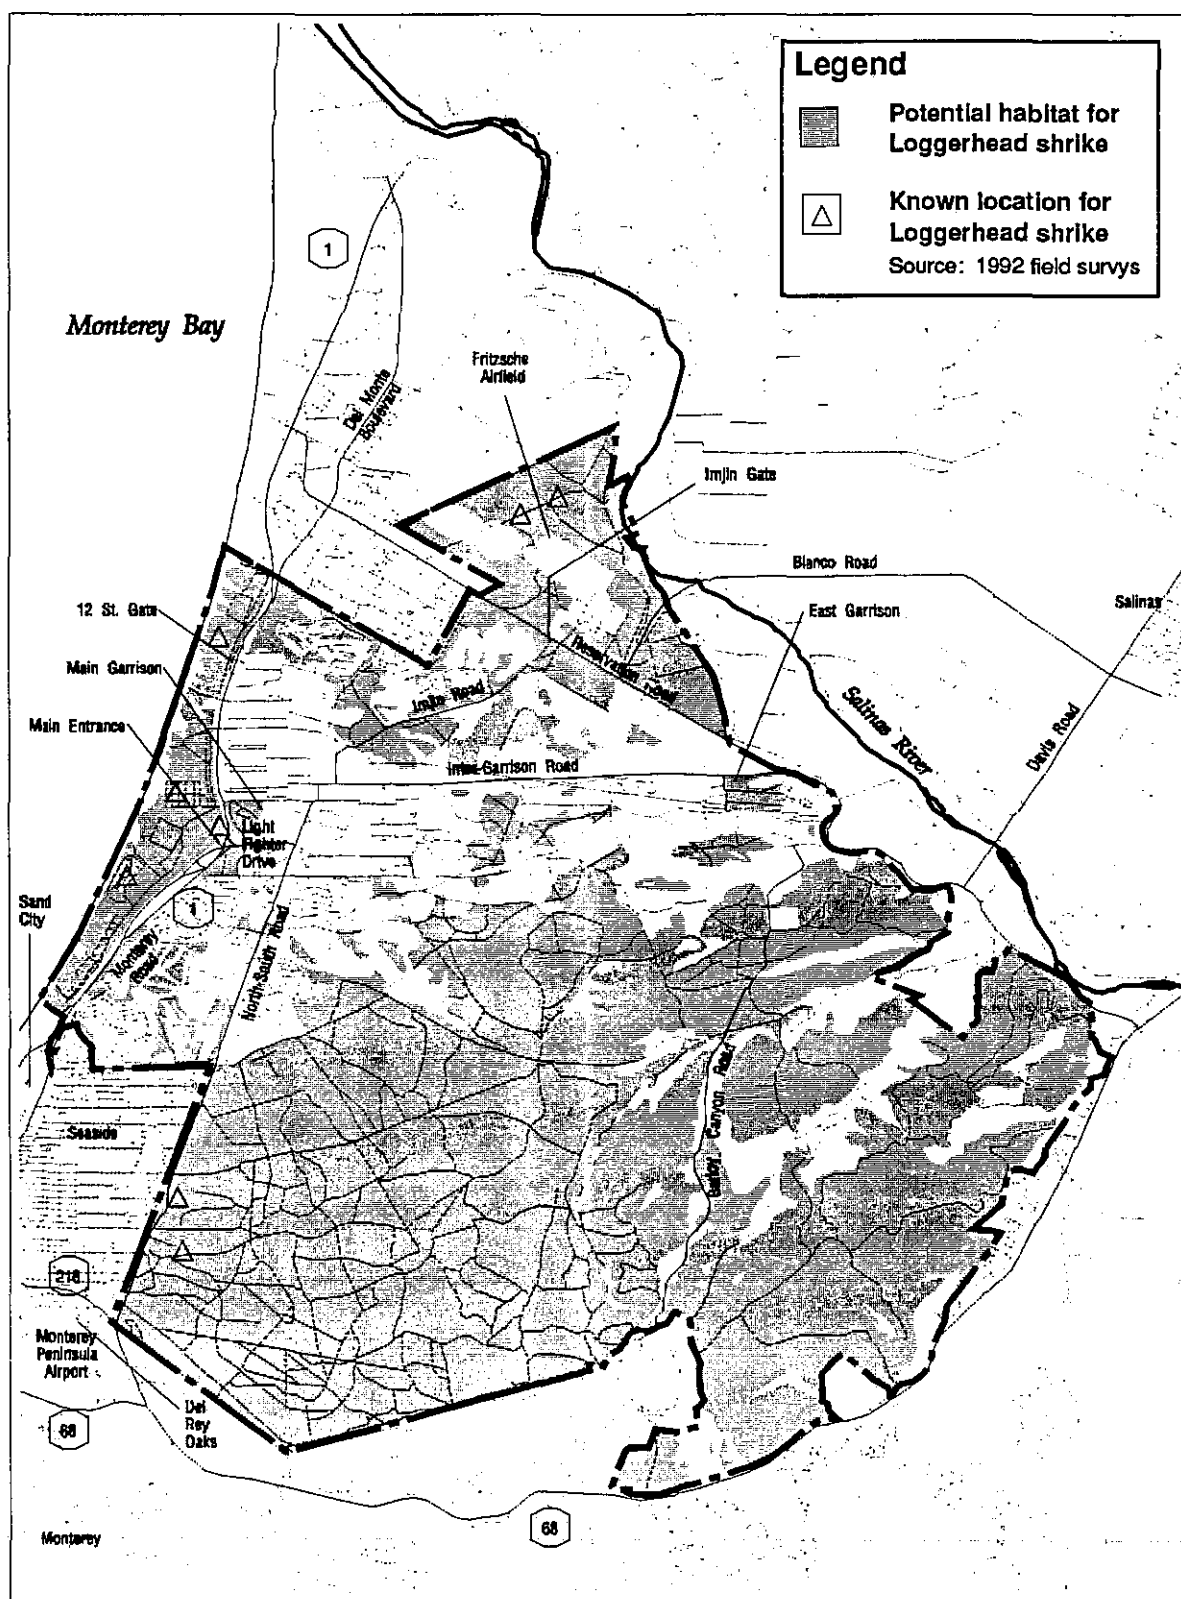 Legend
Potential habitat for
Loggerhead shrike
Known location for
Loggerhead shrike
Source: 1992 field survys
1
Monterey Bay
Fritzsche
Airfield
Del Monte
Boulevard
Imjin Gate
Blanco Road
12 St. Gate
East Garrison
Salinas
Main Garrison
Reservation Road
Imjin Road
Salinas River
Davis Road
Main Entrance
Inter-Garrison Road
Light
Fighter
Drive
Sand
City
1
Monterey
Road
North-South Road
Barloy Canyon Road
Seaside
218
Monterey
Peninsula
Airport
Del
Rey
Oaks
68
68
Monterey